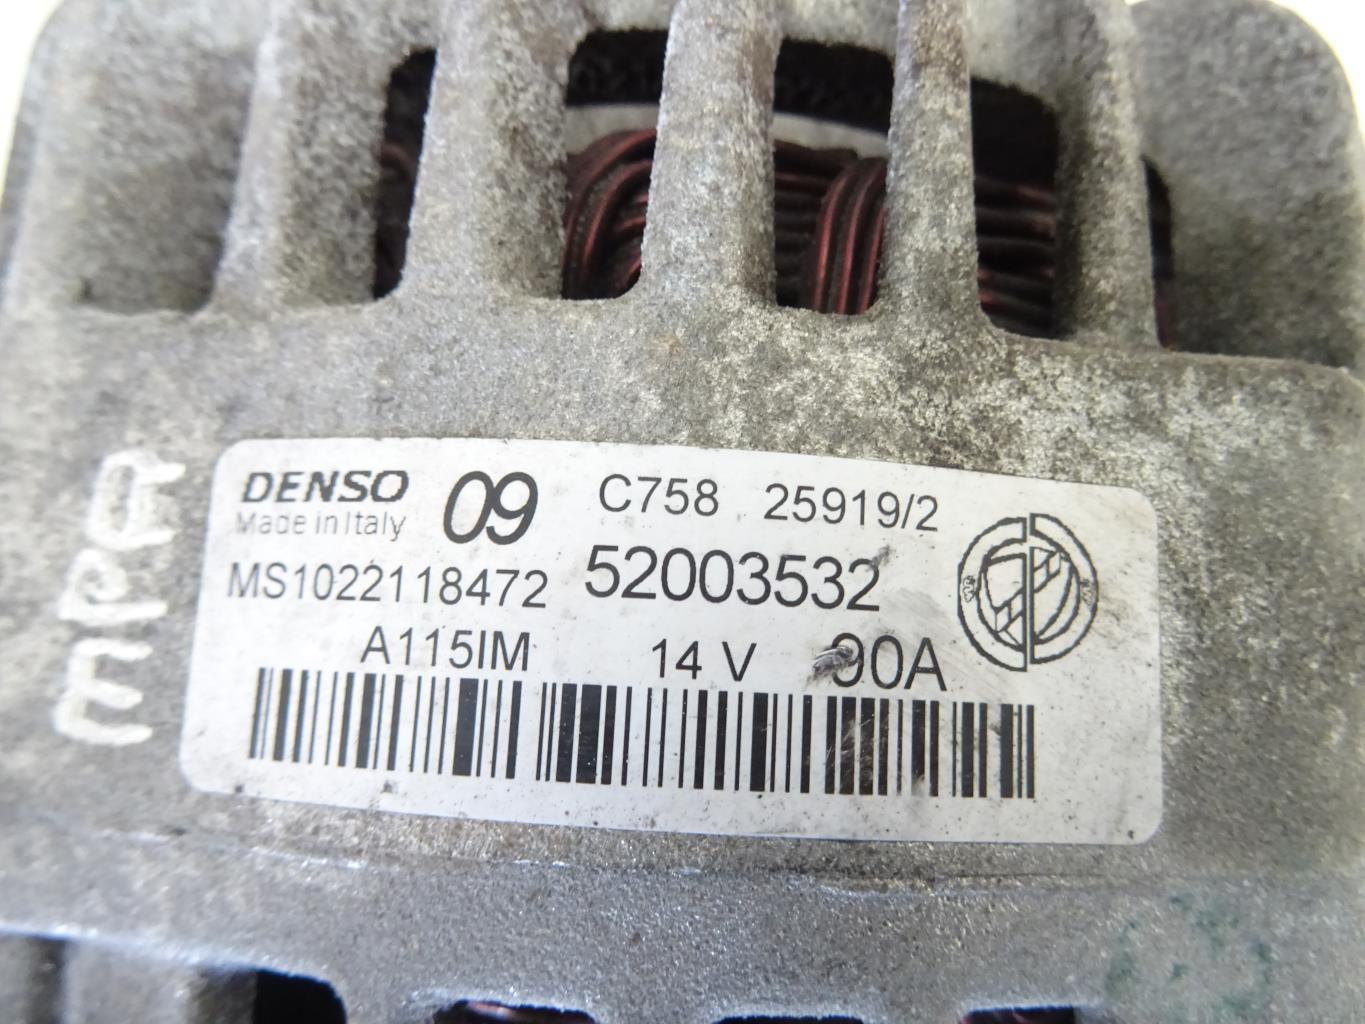 DENSO 09 C758 25919/2
Made in Italy
MS1022118472 52003532
A115IM 14 V 90A